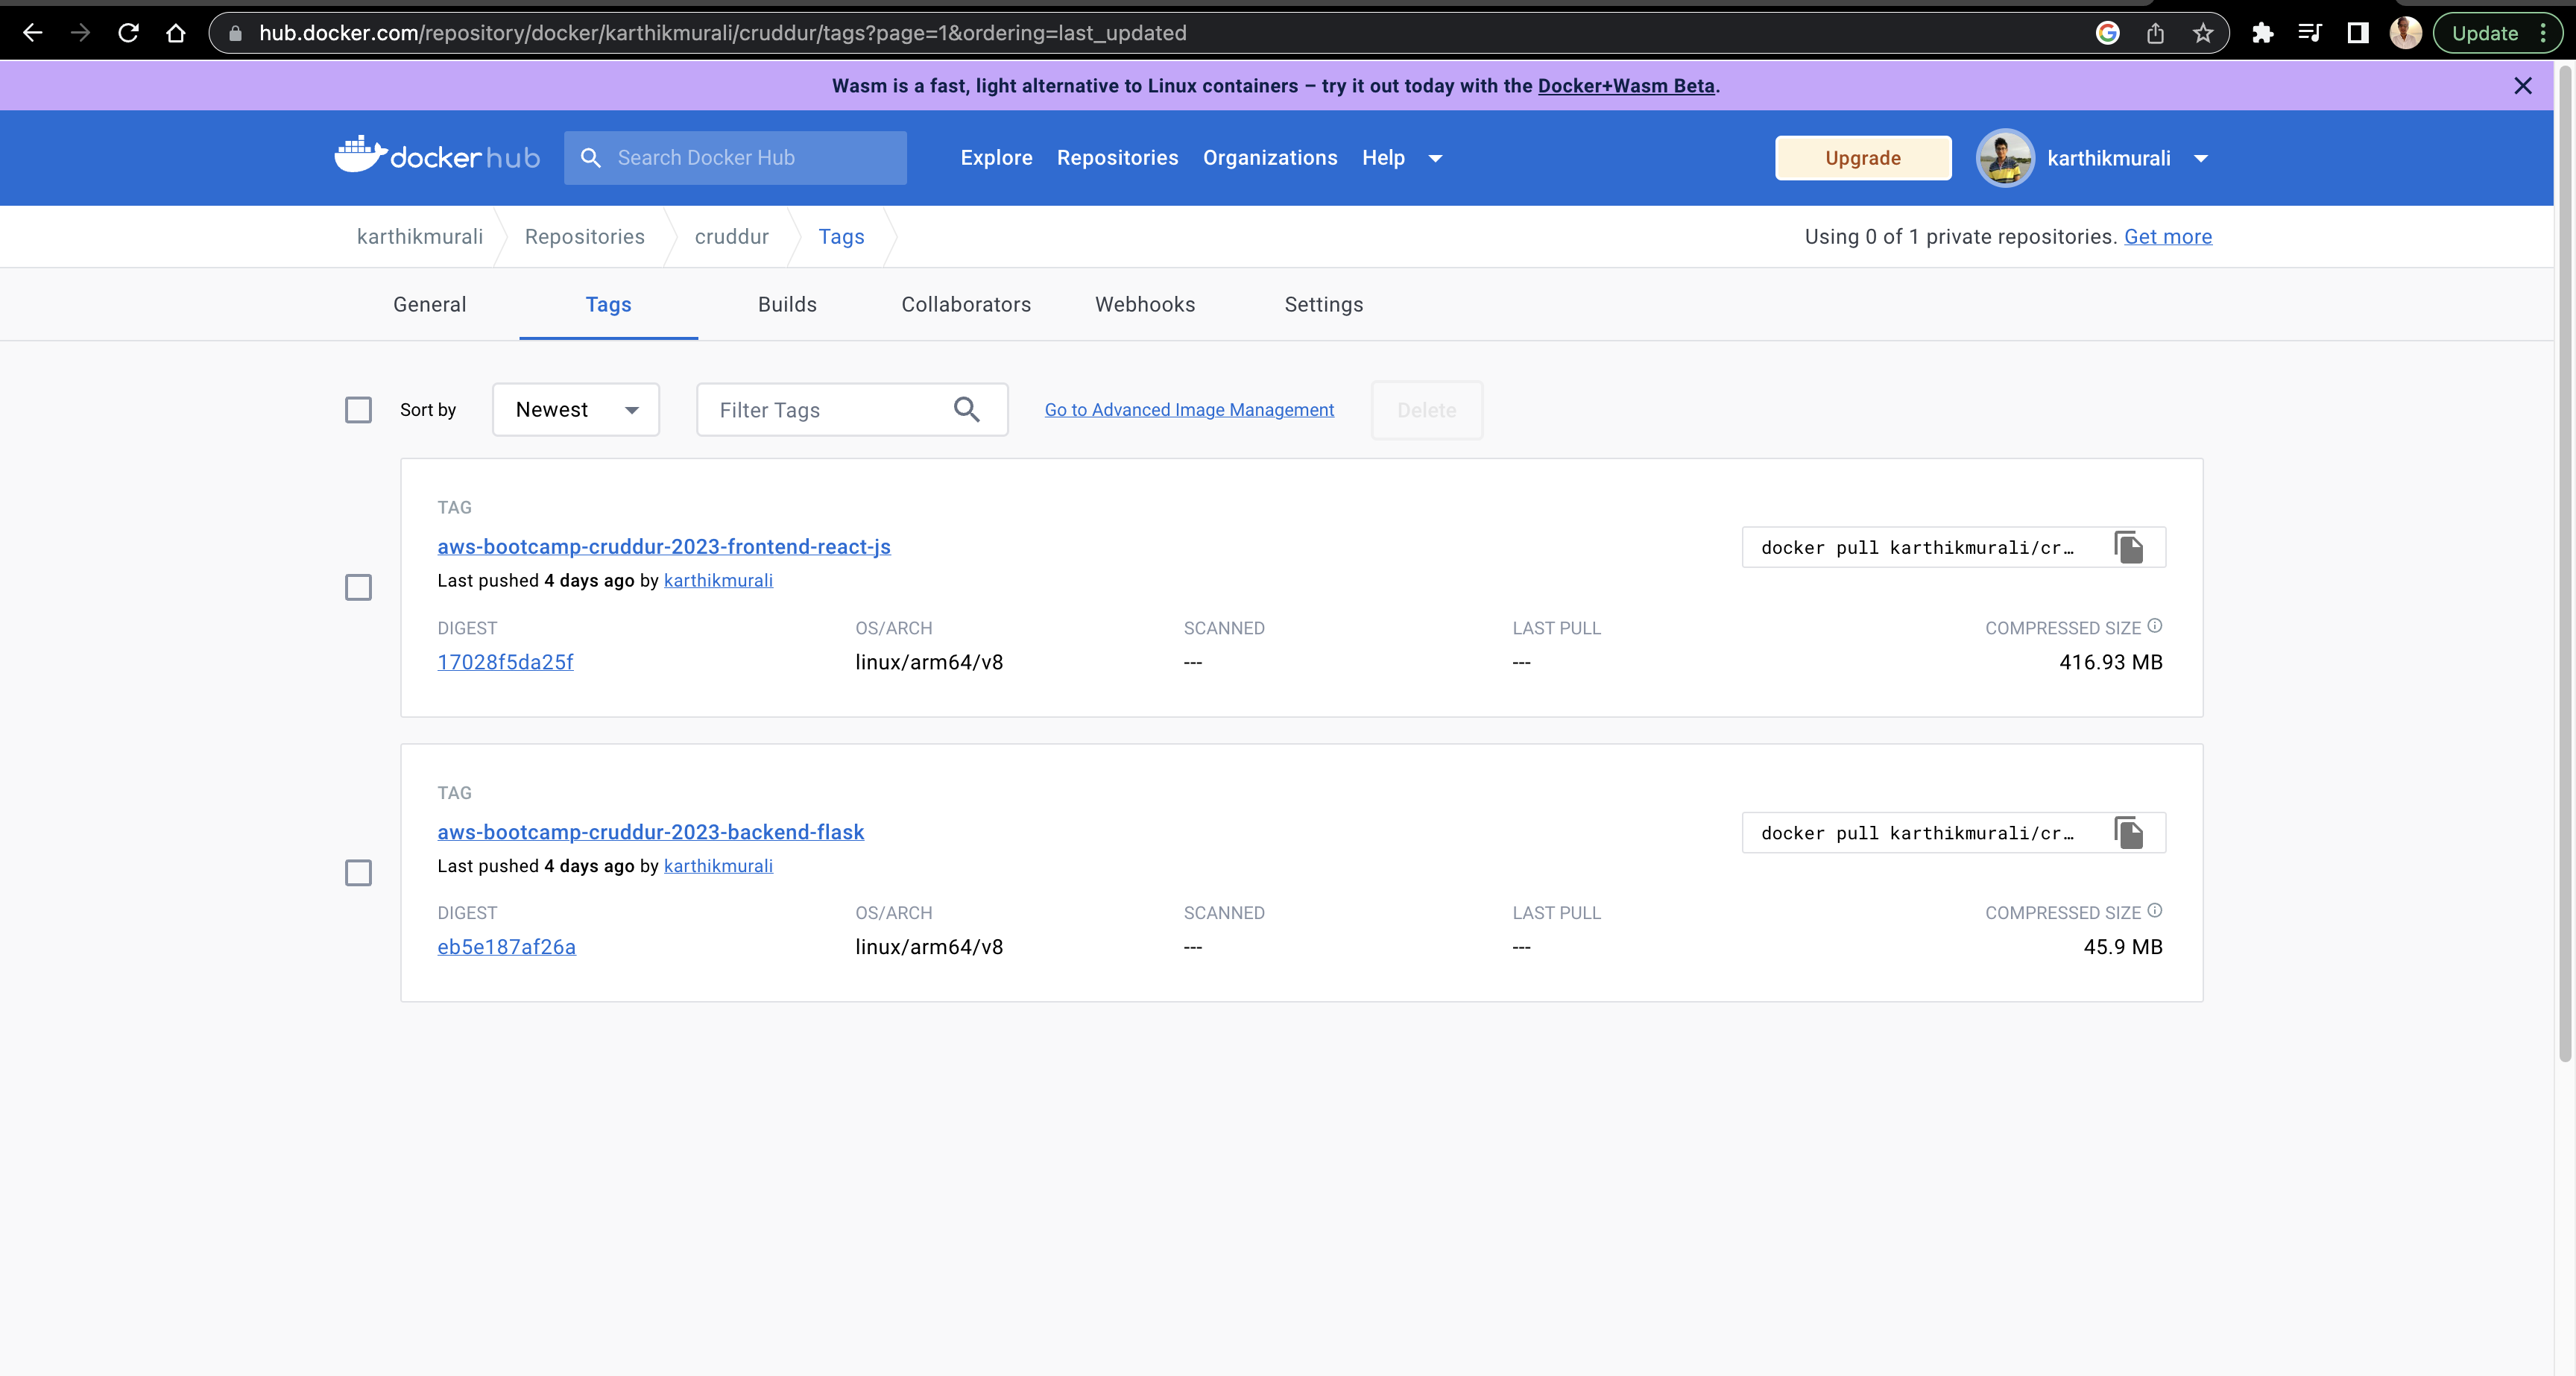 hub.docker.com/repository/docker/karthikmurali/cruddur/tags?page=1&ordering=last_updated
Update
Wasm is a fast, light alternative to Linux containers – try it out today with the Docker+Wasm Beta.
dockerhub
Search Docker Hub
Explore
Repositories
Organizations
Help
Upgrade
karthikmurali
karthikmurali
Repositories
cruddur
Tags
Using 0 of 1 private repositories. Get more
General
Tags
Builds
Collaborators
Webhooks
Settings
Sort by
Newest
Filter Tags
Go to Advanced Image Management
Delete
TAG
aws-bootcamp-cruddur-2023-frontend-react-js
docker pull karthikmurali/cr…
Last pushed 4 days ago by karthikmurali
DIGEST
OS/ARCH
SCANNED
LAST PULL
COMPRESSED SIZE
17028f5da25f
linux/arm64/v8
---
---
416.93 MB
TAG
aws-bootcamp-cruddur-2023-backend-flask
docker pull karthikmurali/cr…
Last pushed 4 days ago by karthikmurali
DIGEST
OS/ARCH
SCANNED
LAST PULL
COMPRESSED SIZE
eb5e187af26a
linux/arm64/v8
---
---
45.9 MB